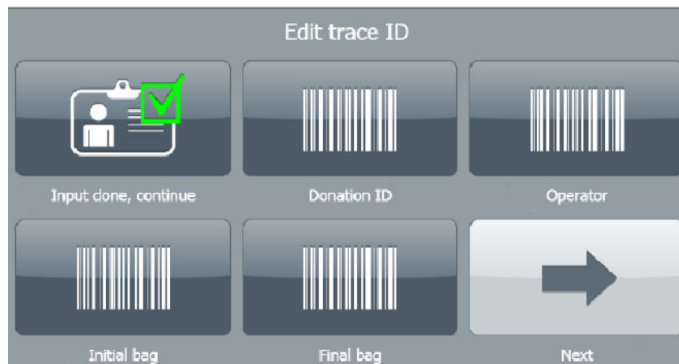 Edit trace ID
Input done, continue
Donation ID
Operator
Initial bag
Final bag
Next